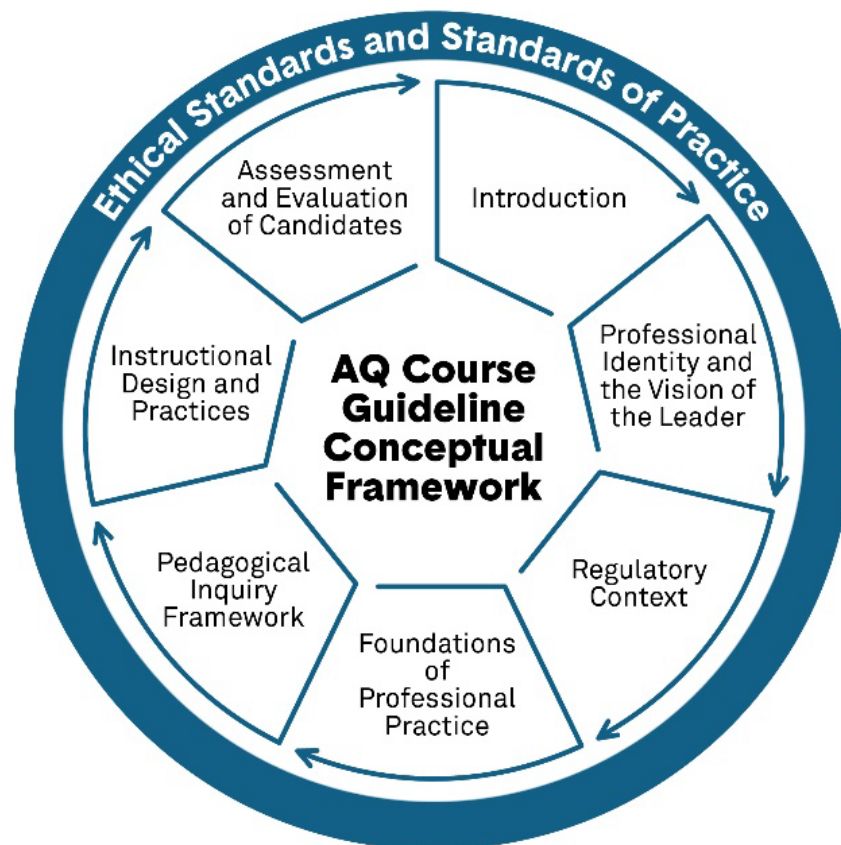 Ethical Standards and Standards of Practice
Introduction
Professional
Identity and
the Vision of
the Leader
Regulatory
Context
Foundations
of
Professional
Practice
Pedagogical
Inquiry
Framework
Instructional
Design and
Practices
Assessment
and Evaluation
of Candidates
AQ Course
Guideline
Conceptual
Framework